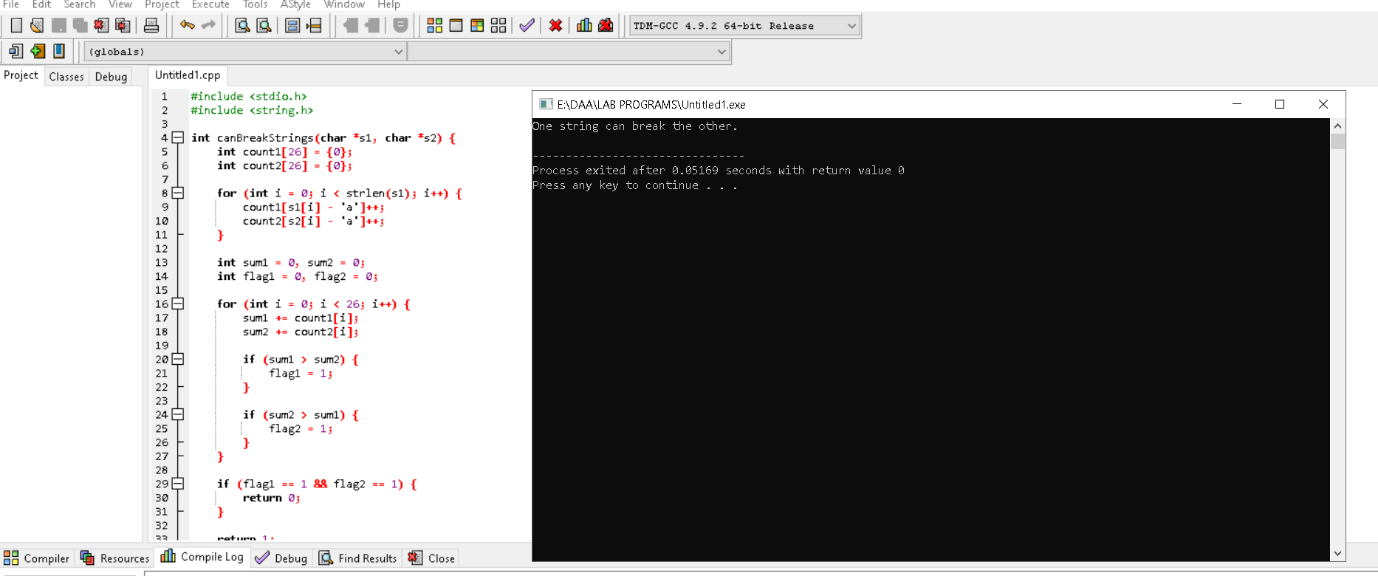 File Edit Search View Project Execute Tools AStyle Window Help
TDM-GCC 4.9.2 64-bit Release
(globals)
Project Classes Debug Untitled1.cpp
1 #include <stdio.h>
2 #include <string.h>
3
4 int canBreakStrings(char *s1, char *s2) {
5 int count1[26] = {0};
6 int count2[26] = {0};
7
8 for (int i = 0; i < strlen(s1); i++) {
9 count1[s1[i] - 'a']++;
10 count2[s2[i] - 'a']++;
11 }
12
13 int sum1 = 0, sum2 = 0;
14 int flag1 = 0, flag2 = 0;
15
16 for (int i = 0; i < 26; i++) {
17 sum1 += count1[i];
18 sum2 += count2[i];
19
20 if (sum1 > sum2) {
21 flag1 = 1;
22 }
23
24 if (sum2 > sum1) {
25 flag2 = 1;
26 }
27 }
28
29 if (flag1 == 1 && flag2 == 1) {
30 return 0;
31 }
32
33 return 1;
E:\DAA\LAB PROGRAMS\Untitled1.exe
One string can break the other.
--------------------------------
Process exited after 0.05169 seconds with return value 0
Press any key to continue . . .
Compiler Resources Compile Log Debug Find Results Close